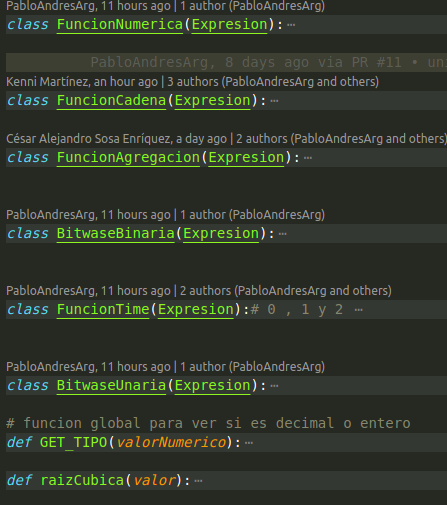 PabloAndresArg, 11 hours ago | 1 author (PabloAndresArg)
class FuncionNumerica(Expresion):⋯
PabloAndresArg, 8 days ago via PR #11 • uni
Kenni Martínez, an hour ago | 3 authors (PabloAndresArg and others)
class FuncionCadena(Expresion):⋯
César Alejandro Sosa Enríquez, a day ago | 2 authors (PabloAndresArg and others)
class FuncionAgregacion(Expresion):⋯
PabloAndresArg, 11 hours ago | 1 author (PabloAndresArg)
class BitwaseBinaria(Expresion):⋯
PabloAndresArg, 11 hours ago | 2 authors (PabloAndresArg and others)
class FuncionTime(Expresion):# 0 , 1 y 2 ⋯
PabloAndresArg, 11 hours ago | 1 author (PabloAndresArg)
class BitwaseUnaria(Expresion):⋯
# funcion global para ver si es decimal o entero
def GET_TIPO(valorNumerico):⋯
def raizCubica(valor):⋯